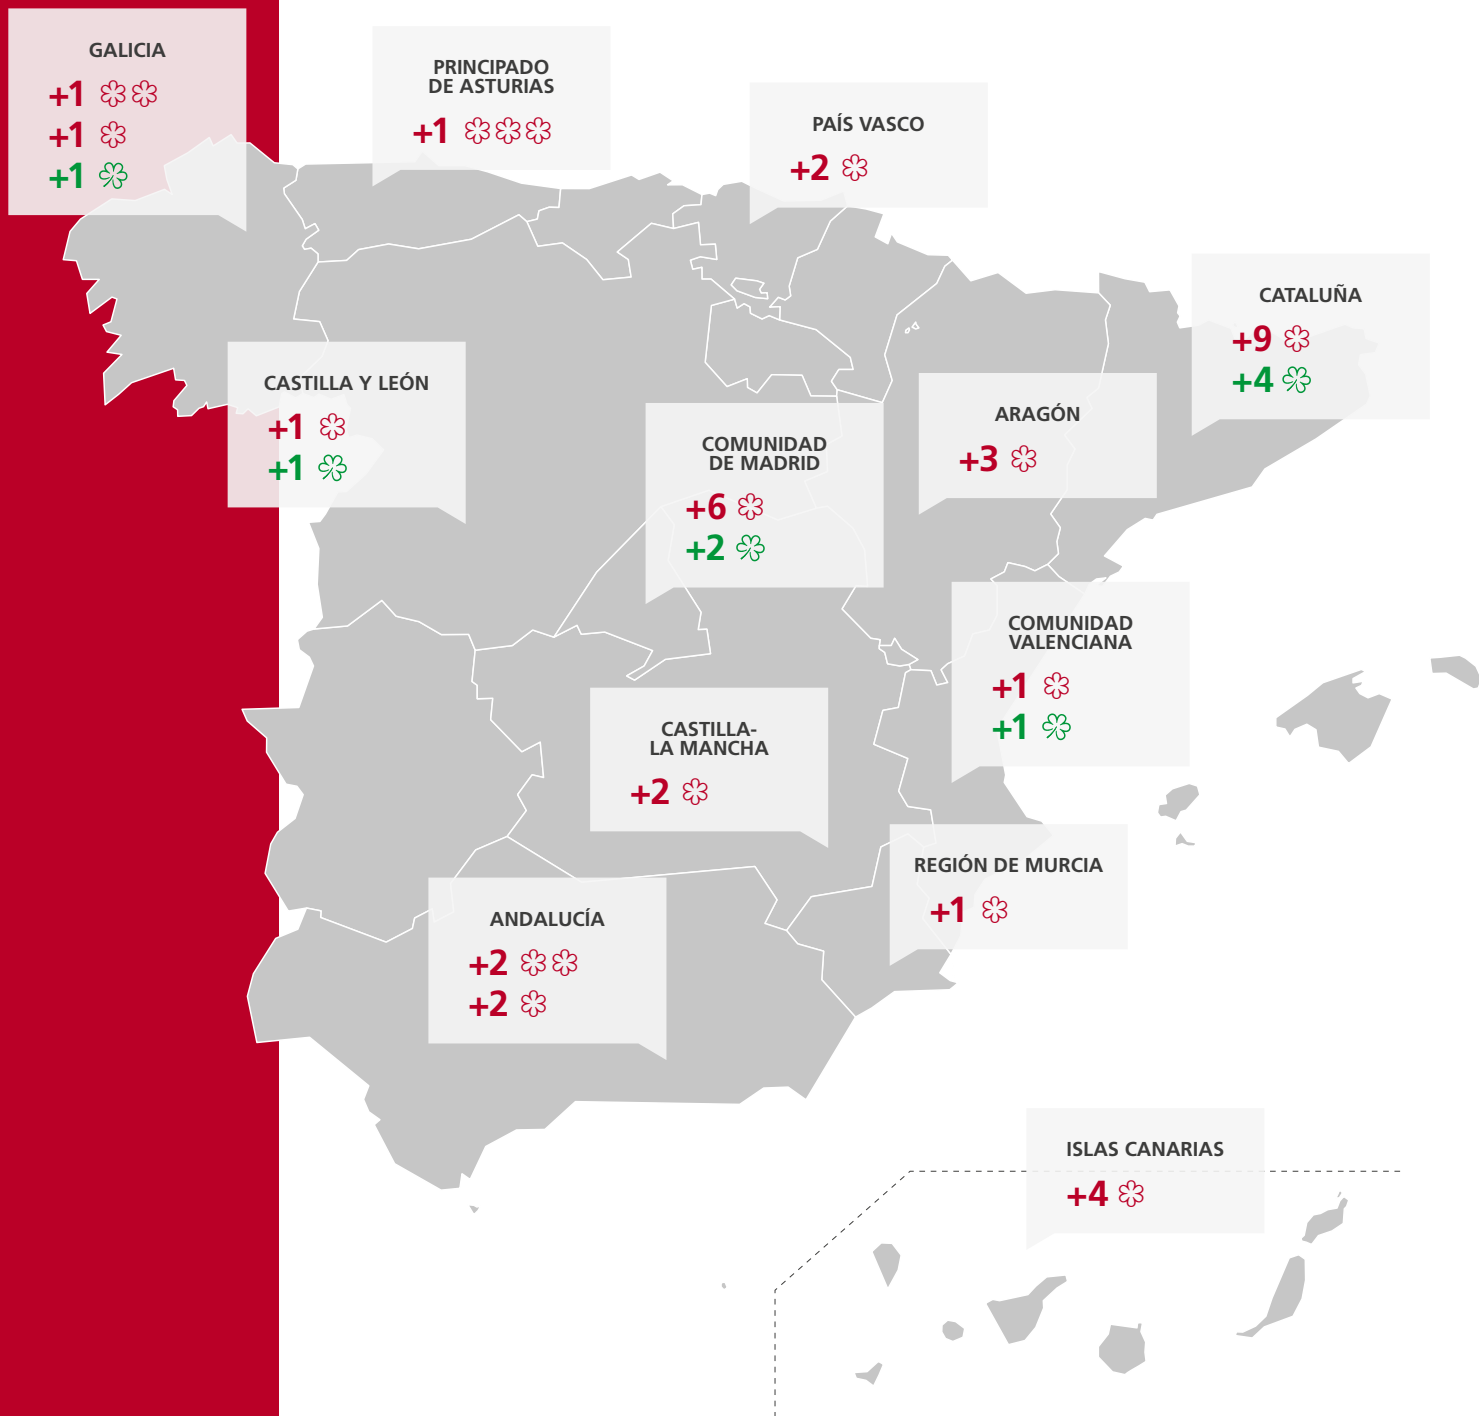 GALICIA
+1
+1
+1
PRINCIPADO
DE ASTURIAS
+1
PAÍS VASCO
+2
CATALUÑA
+9
+4
CASTILLA Y LEÓN
+1
+1
COMUNIDAD
DE MADRID
+6
+2
ARAGÓN
+3
COMUNIDAD
VALENCIANA
+1
+1
CASTILLA-
LA MANCHA
+2
REGIÓN DE MURCIA
+1
ANDALUCÍA
+2
+2
ISLAS CANARIAS
+4